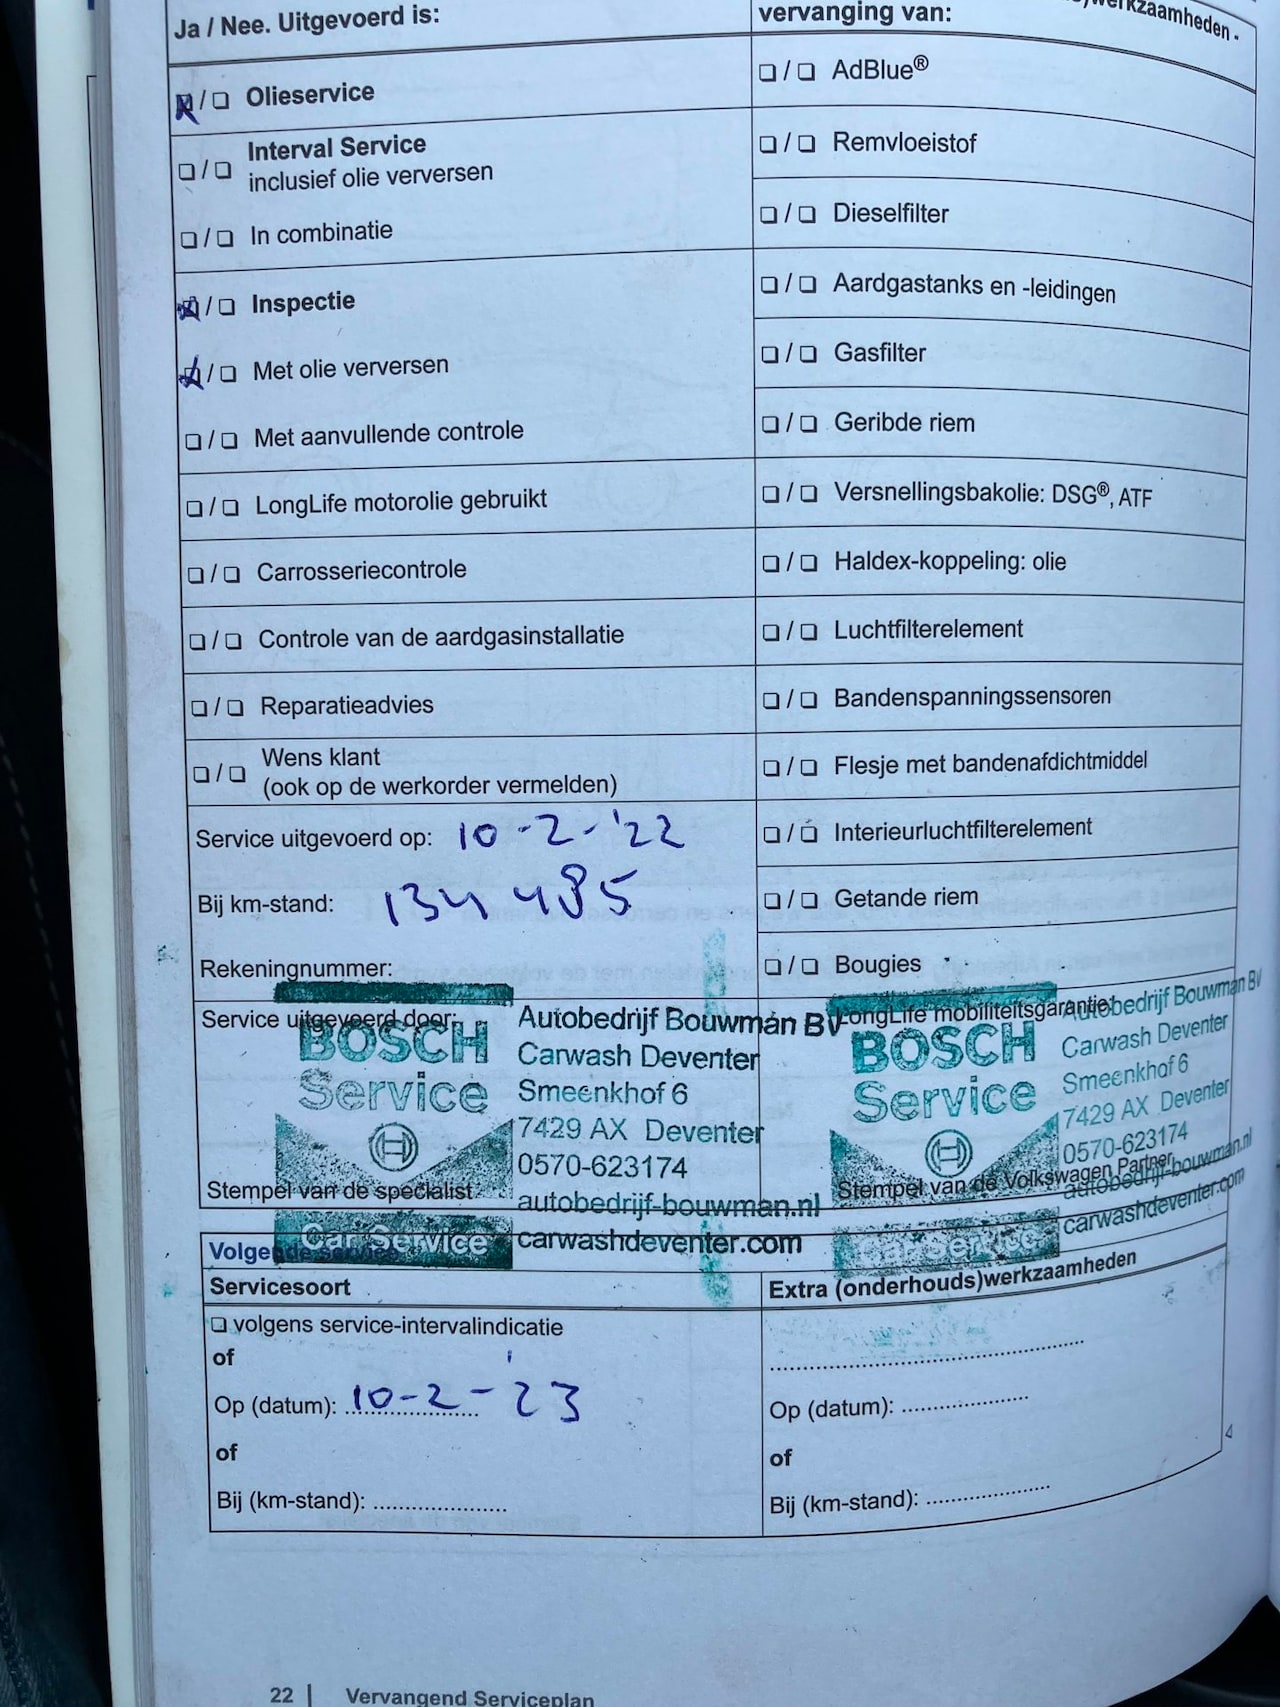 Ja / Nee. Uitgevoerd is:
☒ / ☐ Olieservice
☐ / ☐ Interval Service
inclusief olie verversen
☐ / ☐ In combinatie
☒ / ☐ Inspectie
☒ / ☐ Met olie verversen
☐ / ☐ Met aanvullende controle
☐ / ☐ LongLife motorolie gebruikt
☐ / ☐ Carrosseriecontrole
☐ / ☐ Controle van de aardgasinstallatie
☐ / ☐ Reparatieadvies
☐ / ☐ Wens klant
(ook op de werkorder vermelden)
Service uitgevoerd op: 10-2-'22
Bij km-stand: 134485
Rekeningnummer:
werkzaamheden -
vervanging van:
☐ / ☐ AdBlue®
☐ / ☐ Remvloeistof
☐ / ☐ Dieselfilter
☐ / ☐ Aardgastanks en -leidingen
☐ / ☐ Gasfilter
☐ / ☐ Geribde riem
☐ / ☐ Versnellingsbakolie: DSG®, ATF
☐ / ☐ Haldex-koppeling: olie
☐ / ☐ Luchtfilterelement
☐ / ☐ Bandenspanningssensoren
☐ / ☐ Flesje met bandenafdichtmiddel
☐ / ☐ Interieurluchtfilterelement
☐ / ☐ Getande riem
☐ / ☐ Bougies
Service uitgevoerd door:
BOSCH
Service
Car Service
Autobedrijf Bouwman BV
Carwash Deventer
Smeenkhof 6
7429 AX Deventer
0570-623174
autobedrijf-bouwman.nl
carwashdeventer.com
Stempel van de specialist
LongLife mobiliteitsgarantie
BOSCH
Service
Car Service
Autobedrijf Bouwman BV
Carwash Deventer
Smeenkhof 6
7429 AX Deventer
0570-623174
autobedrijf-bouwman.nl
carwashdeventer.com
Stempel van de Volkswagen Partner
Volgende service
Servicesoort
☐ volgens service-intervalindicatie
of
Op (datum): 10-2-'23
of
Bij (km-stand): ..................
Extra (onderhouds)werkzaamheden
..................
Op (datum): ..................
of
Bij (km-stand): ..................
22 | Vervangend Serviceplan